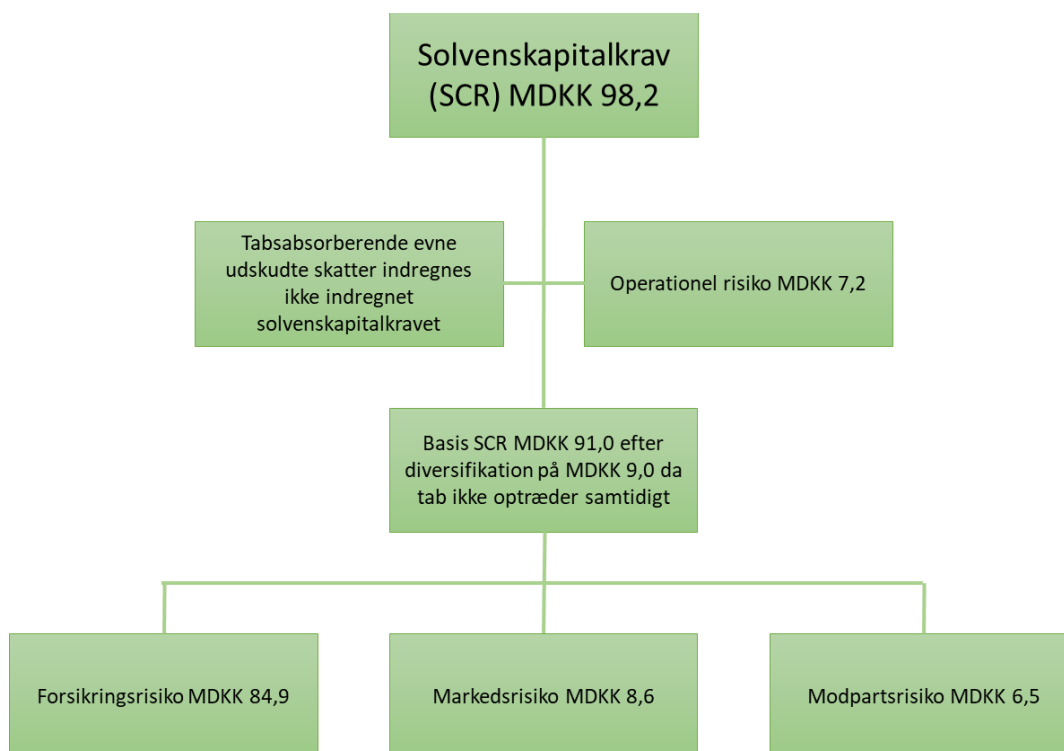 Solvenskapitalkrav
(SCR) MDKK 98,2
Tabsabsorberende evne
udskudte skatter indregnes
ikke indregnet
solvenskapitalkravet
Operationel risiko MDKK 7,2
Basis SCR MDKK 91,0 efter
diversifikation på MDKK 9,0 da
tab ikke optræder samtidigt
Forsikringsrisiko MDKK 84,9
Markedsrisiko MDKK 8,6
Modpartsrisiko MDKK 6,5